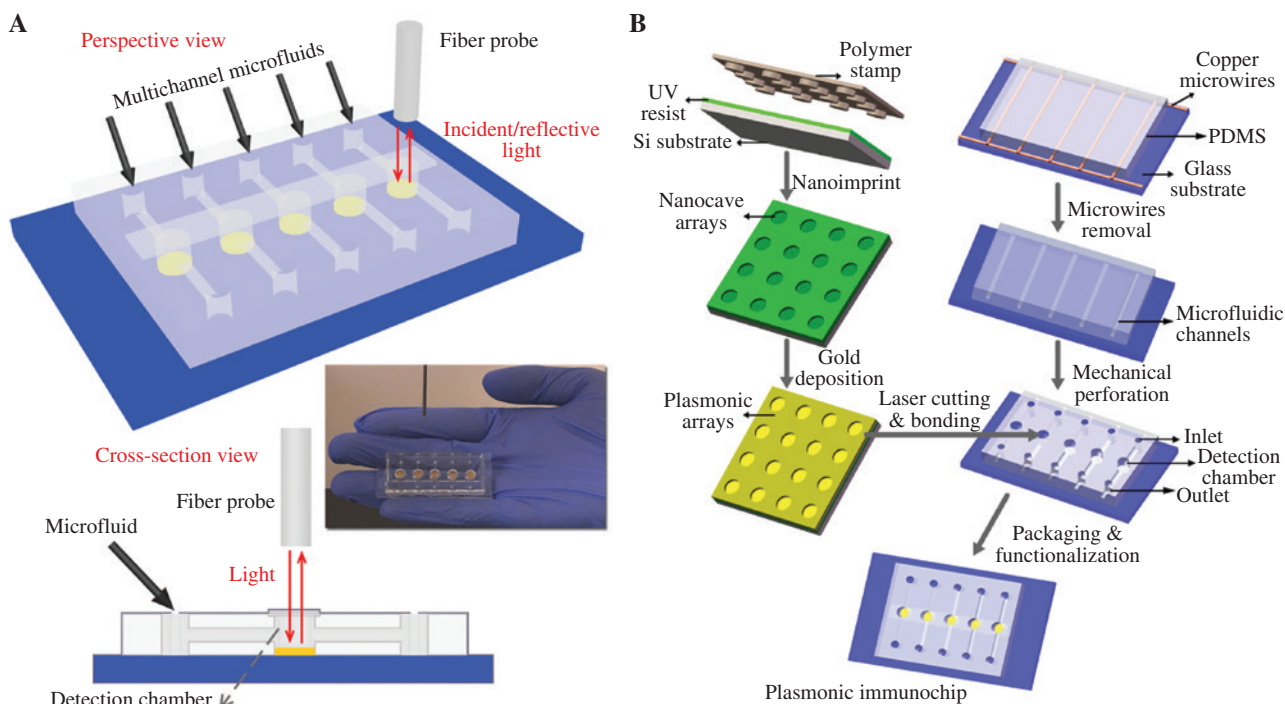 A
Perspective view
Fiber probe
Multichannel microfluids
Incident/reflective
light
Cross-section view
Fiber probe
Microfluid
Light
Detection chamber
B
Polymer
stamp
UV
resist
Si substrate
Nanoimprint
Nanocave
arrays
Gold
deposition
Plasmonic
arrays
Laser cutting
& bonding
Copper
microwires
PDMS
Glass
substrate
Microwires
removal
Microfluidic
channels
Mechanical
perforation
Inlet
Detection
chamber
Outlet
Packaging &
functionalization
Plasmonic immunochip